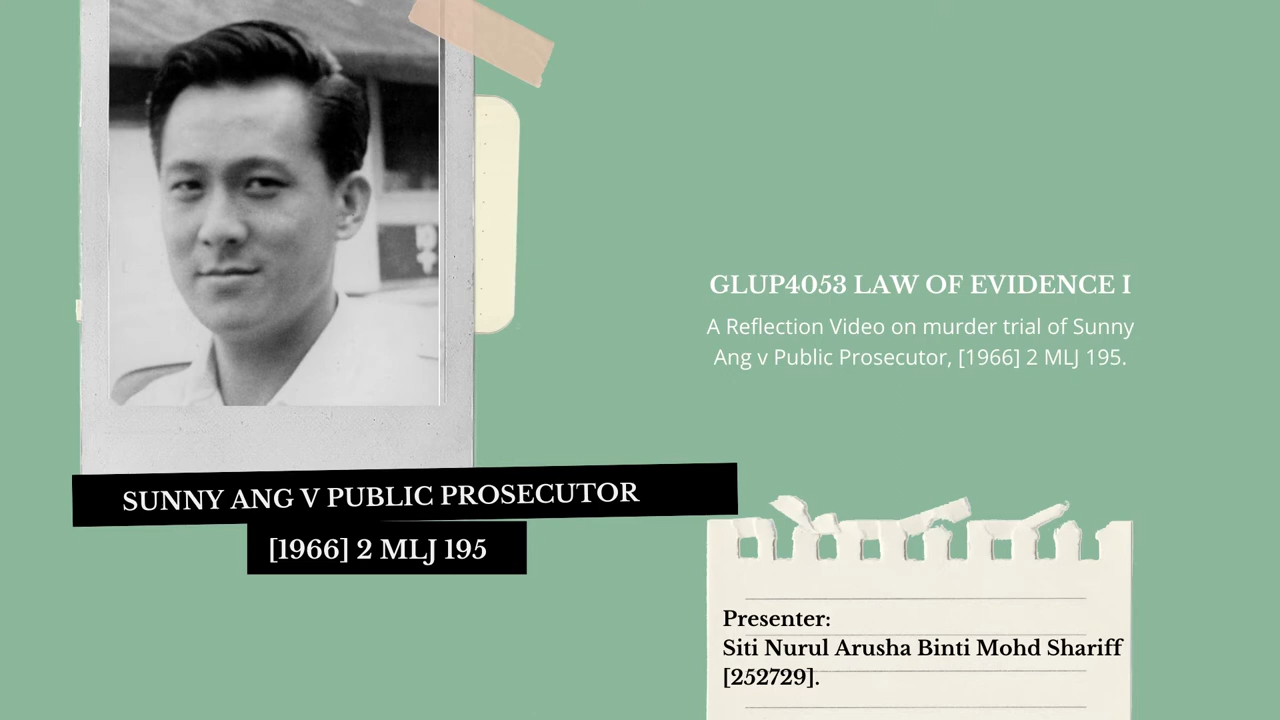 SUNNY ANG V PUBLIC PROSECUTOR
[1966] 2 MLJ 195
GLUP4053 LAW OF EVIDENCE I
A Reflection Video on murder trial of Sunny
Ang v Public Prosecutor, [1966] 2 MLJ 195.
Presenter:
Siti Nurul Arusha Binti Mohd Shariff
[252729].